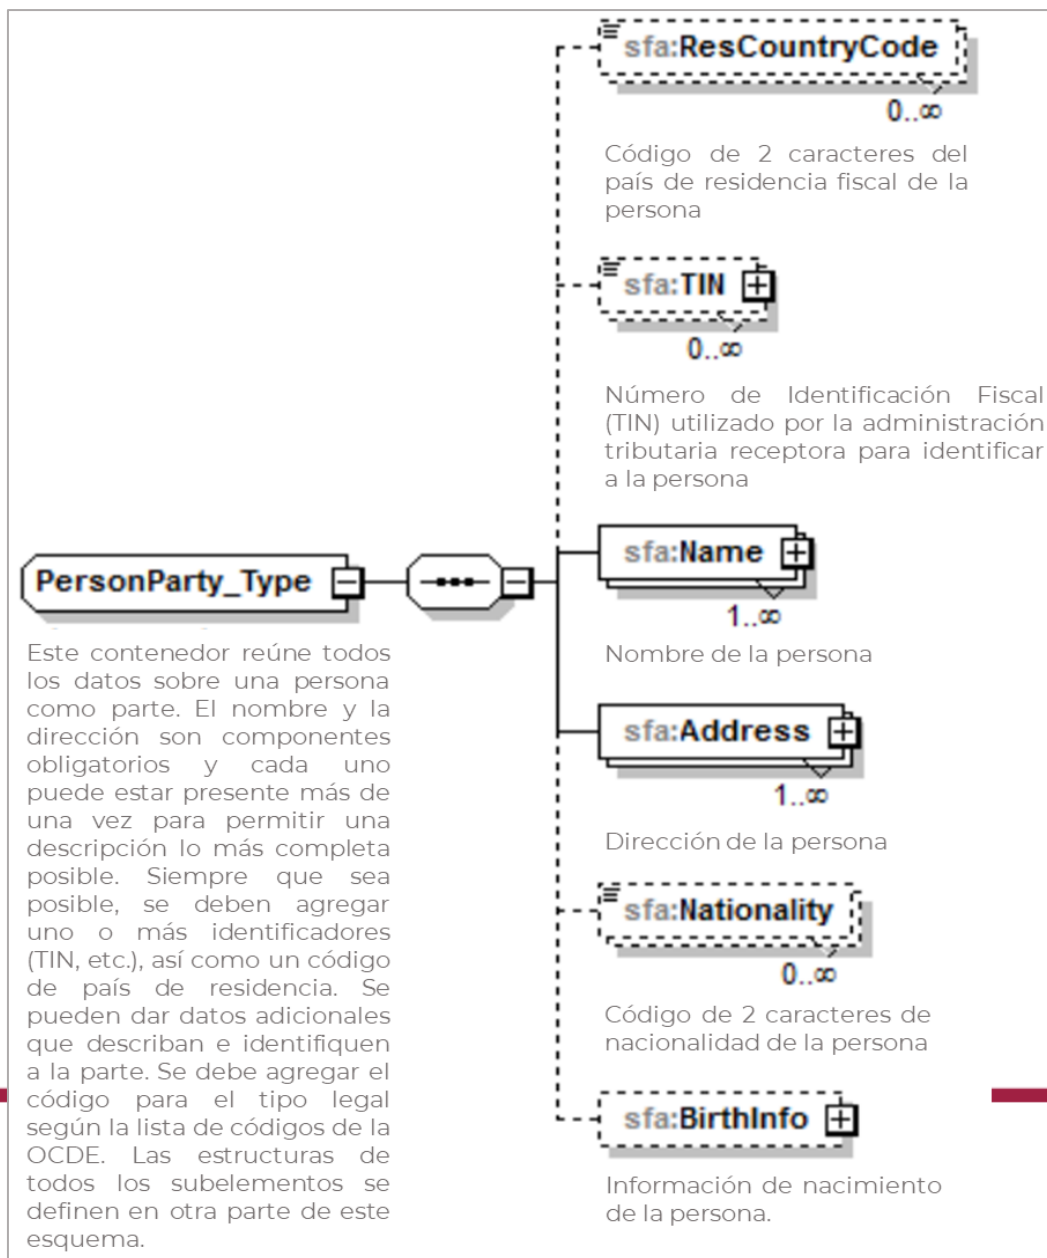 sfa:ResCountryCode
0..∞
Código de 2 caracteres del
país de residencia fiscal de la
persona
sfa:TIN
0..∞
Número de Identificación Fiscal
(TIN) utilizado por la administración
tributaria receptora para identificar
a la persona
sfa:Name
1..∞
Nombre de la persona
PersonParty_Type
Este contenedor reúne todos
los datos sobre una persona
como parte. El nombre y la
dirección son componentes
obligatorios y cada uno
puede estar presente más de
una vez para permitir una
descripción lo más completa
posible. Siempre que sea
posible, se deben agregar
uno o más identificadores
(TIN, etc.), así como un código
de país de residencia. Se
pueden dar datos adicionales
que describan e identifiquen
a la parte. Se debe agregar el
código para el tipo legal
según la lista de códigos de la
OCDE. Las estructuras de
todos los subelementos se
definen en otra parte de este
esquema.
sfa:Address
1..∞
Dirección de la persona
sfa:Nationality
0..∞
Código de 2 caracteres de
nacionalidad de la persona
sfa:BirthInfo
Información de nacimiento
de la persona.